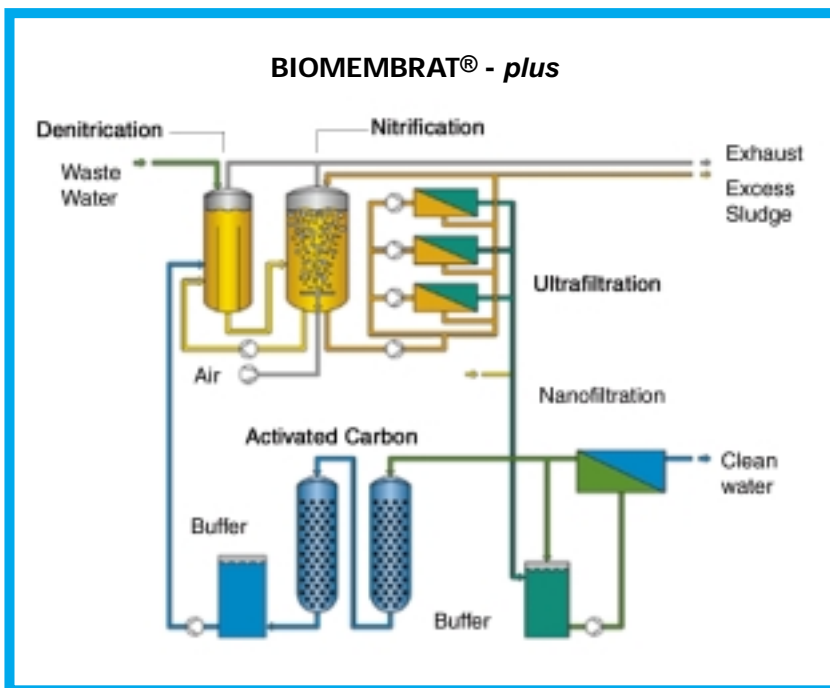 BIOMEMBRAT® - plus
Denitrication
Nitrification
Waste
Water
Exhaust
Excess
Sludge
Ultrafiltration
Air
Nanofiltration
Activated Carbon
Clean
water
Buffer
Buffer